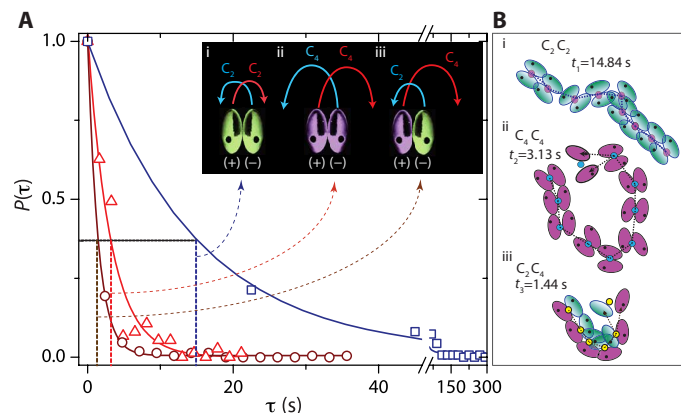 A
B
i
ii
iii
C₂ C₂
C₄ C₄
C₂ C₄
(+) (−)
(+) (−)
(+) (−)
1.0
0.5
0.0
P(τ)
0
20
40
150
300
τ (s)
i
C₂ C₂
t₁=14.84 s
ii
C₄ C₄
t₂=3.13 s
iii
C₂ C₄
t₃=1.44 s